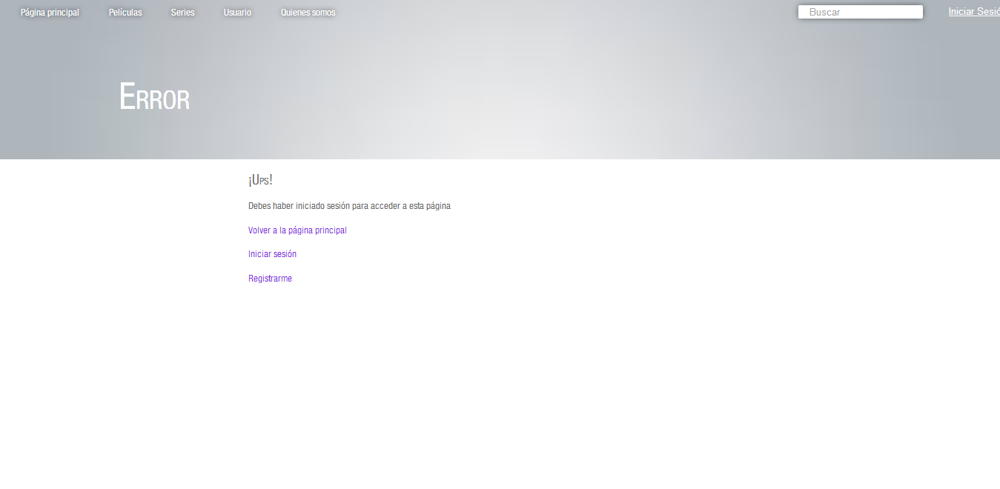 Página principal Películas Series Usuario Quienes somos Buscar Iniciar Sesió
Error
¡Ups!
Debes haber iniciado sesión para acceder a esta página
Volver a la página principal
Iniciar sesión
Registrarme